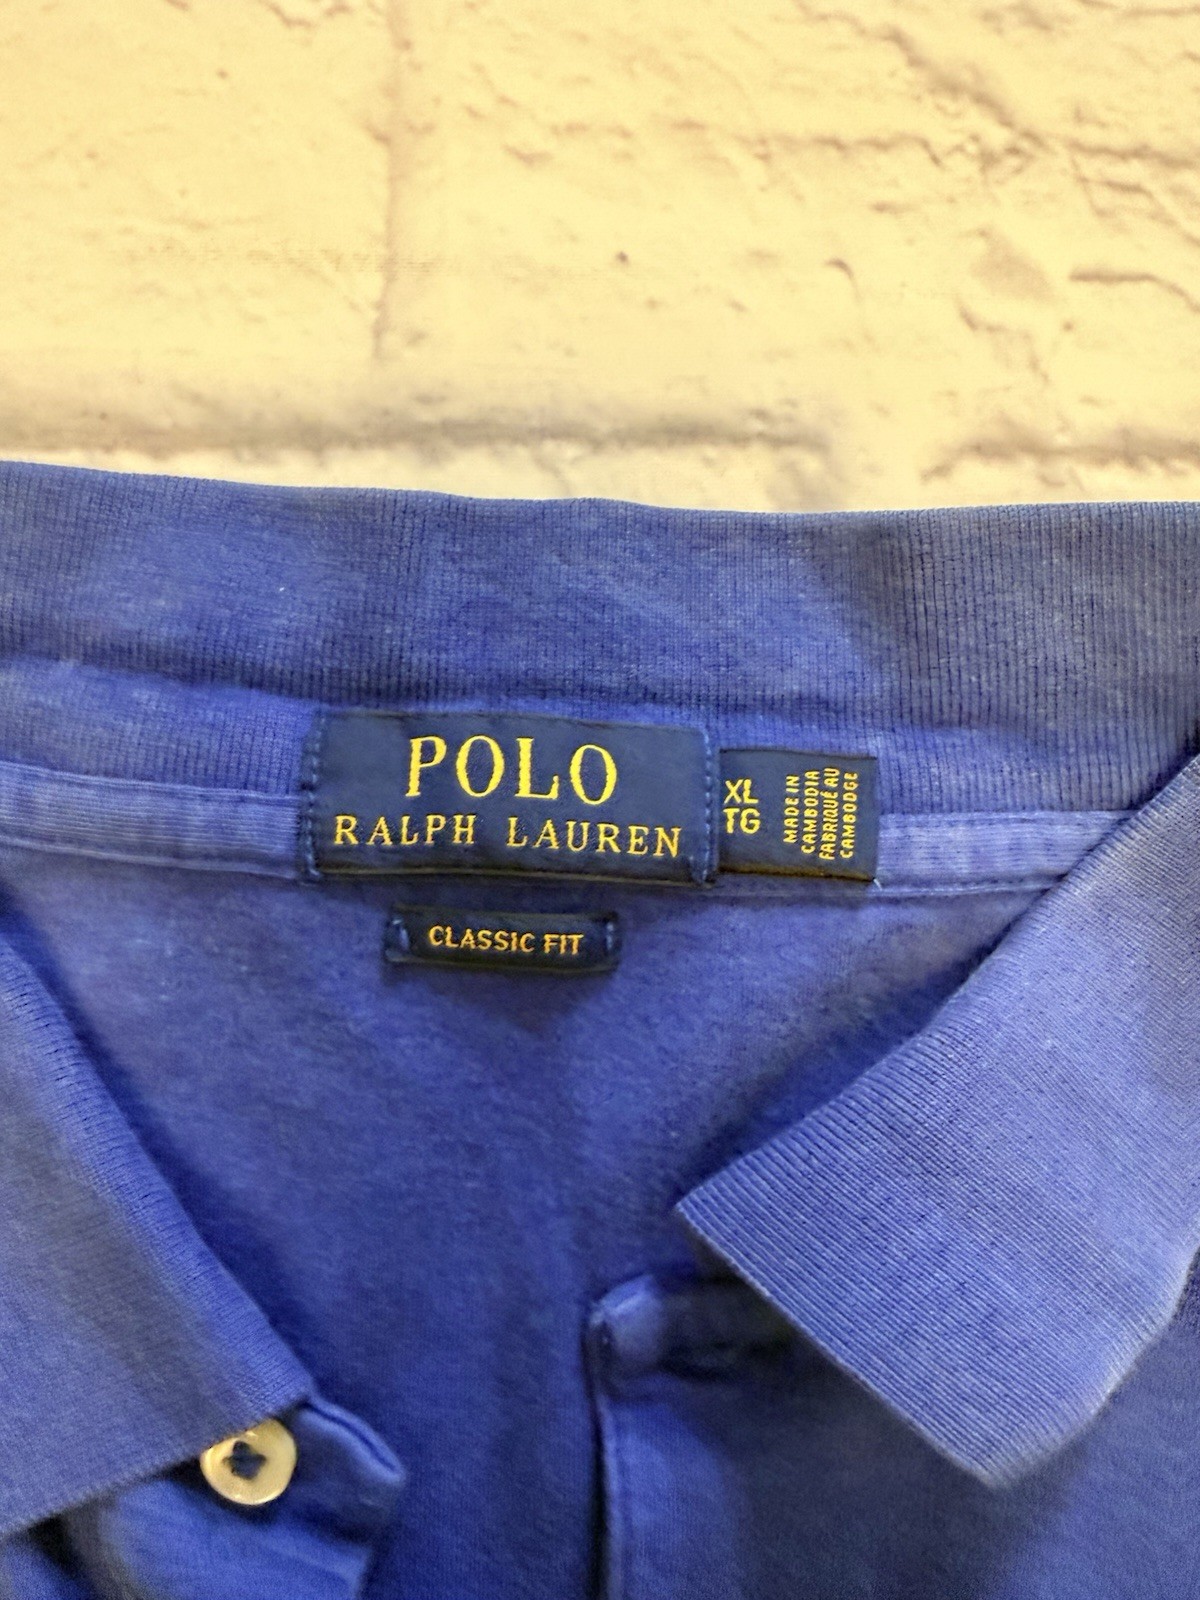 POLO
RALPH LAUREN
XL
TG
MADE IN
CAMBODIA
FABRIQUÉ AU
CAMBODGE
CLASSIC FIT